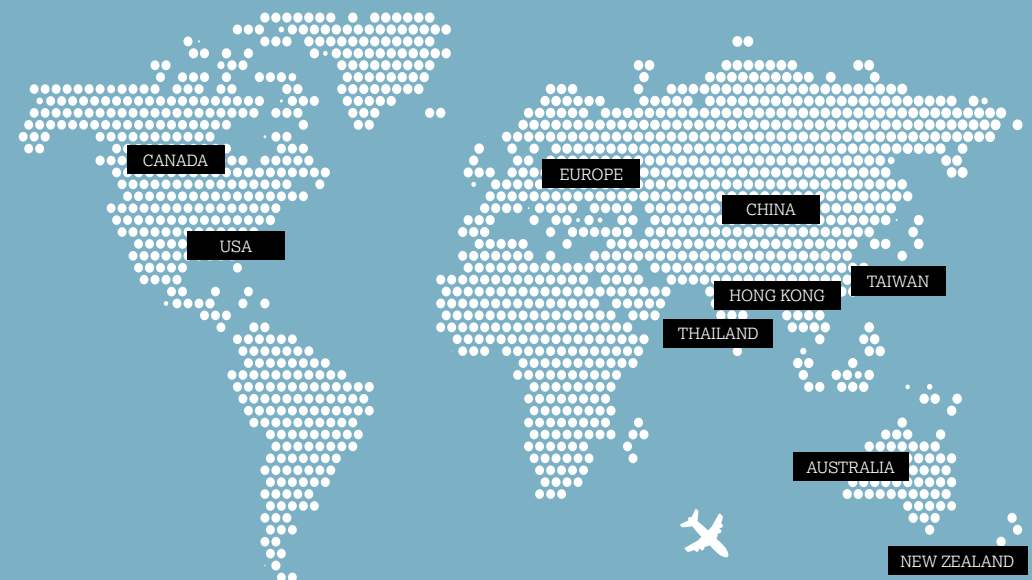 CANADA
EUROPE
CHINA
USA
TAIWAN
HONG KONG
THAILAND
AUSTRALIA
NEW ZEALAND